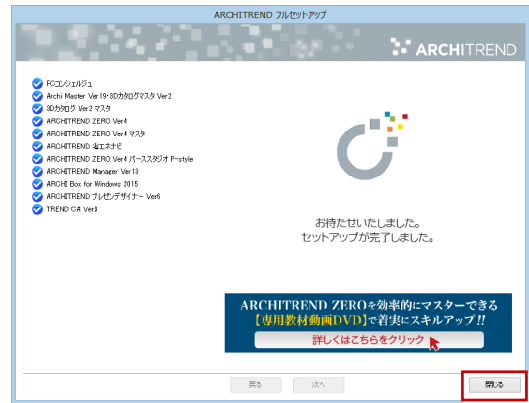 ARCHITREND フルセットアップ
ARCHITREND
FCコンシェルジュ
Archi Master Ver19・3Dカタログマスタ Ver2
3Dカタログ Ver2 マスタ
ARCHITREND ZERO Ver4
ARCHITREND ZERO Ver4 マスタ
ARCHITREND 省エネナビ
ARCHITREND ZERO Ver4 パーススタジオ P-style
ARCHITREND Manager Ver13
ARCHI Box for Windows 2015
ARCHITREND プレゼンデザイナー Ver6
TREND CA Ver3
お待たせいたしました。
セットアップが完了しました。
ARCHITREND ZEROを効率的にマスターできる
【専用教材動画DVD】で着実にスキルアップ!!
詳しくはこちらをクリック
戻る 次へ 閉じる